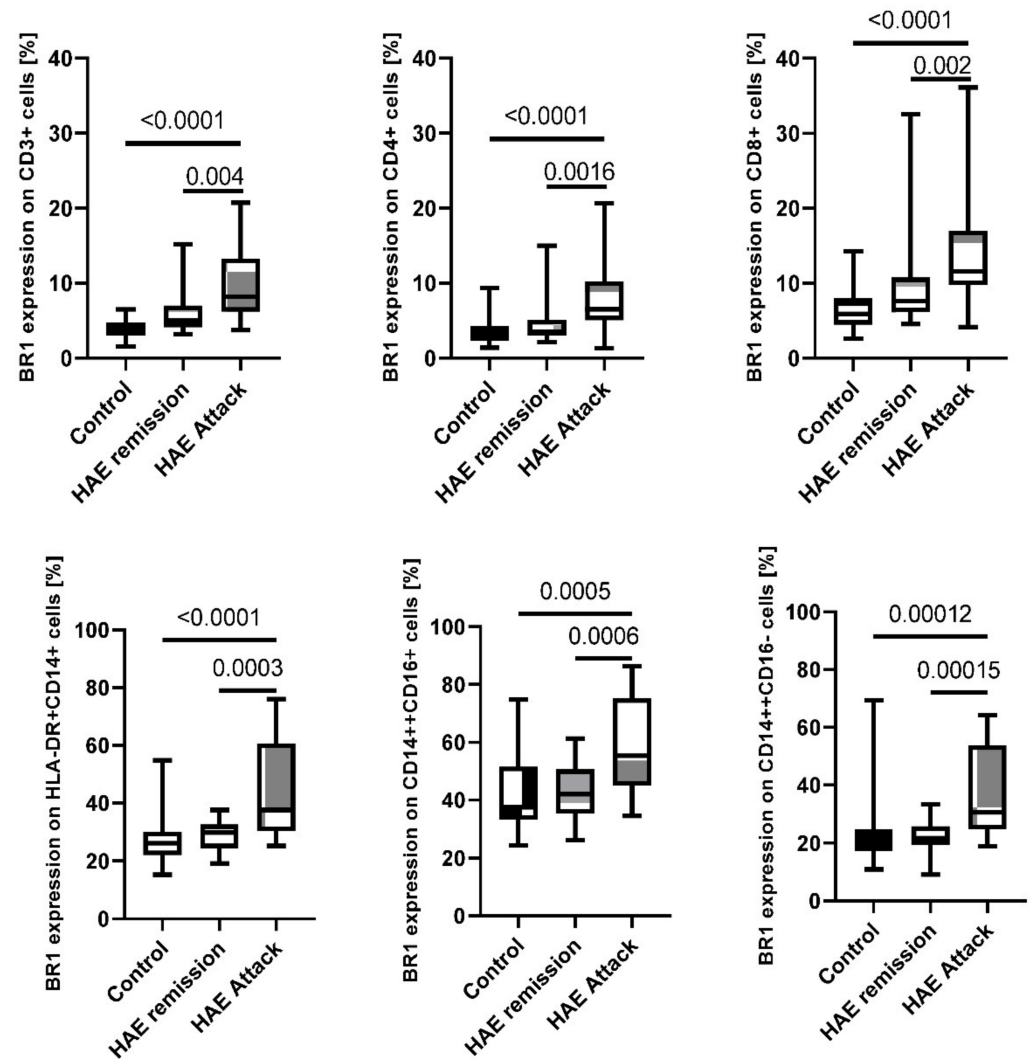 BR1 expression on CD3+ cells [%]
40
30
20
10
0
<0.0001
0.004
Control
HAE remission
HAE Attack
BR1 expression on CD4+ cells [%]
40
30
20
10
0
<0.0001
0.0016
Control
HAE remission
HAE Attack
BR1 expression on CD8+ cells [%]
40
30
20
10
0
<0.0001
0.002
Control
HAE remission
HAE Attack
BR1 expression on HLA-DR+CD14+ cells [%]
100
80
60
40
20
0
<0.0001
0.0003
Control
HAE remission
HAE Attack
BR1 expression on CD14++CD16+ cells [%]
100
80
60
40
20
0
0.0005
0.0006
Control
HAE remission
HAE Attack
BR1 expression on CD14++CD16- cells [%]
100
80
60
40
20
0
0.00012
0.00015
Control
HAE remission
HAE Attack